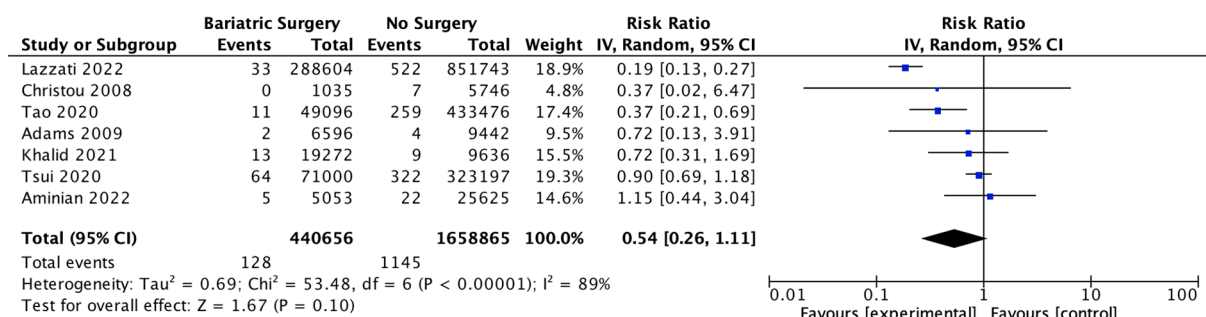 Bariatric Surgery No Surgery Risk Ratio Risk Ratio
Study or Subgroup Events Total Events Total Weight IV, Random, 95% CI IV, Random, 95% CI
Lazzati 2022 33 288604 522 851743 18.9% 0.19 [0.13, 0.27]
Christou 2008 0 1035 7 5746 4.8% 0.37 [0.02, 6.47]
Tao 2020 11 49096 259 433476 17.4% 0.37 [0.21, 0.69]
Adams 2009 2 6596 4 9442 9.5% 0.72 [0.13, 3.91]
Khalid 2021 13 19272 9 9636 15.5% 0.72 [0.31, 1.69]
Tsui 2020 64 71000 322 323197 19.3% 0.90 [0.69, 1.18]
Aminian 2022 5 5053 22 25625 14.6% 1.15 [0.44, 3.04]
Total (95% CI) 440656 1658865 100.0% 0.54 [0.26, 1.11]
Total events 128 1145
Heterogeneity: Tau² = 0.69; Chi² = 53.48, df = 6 (P < 0.00001); I² = 89%
Test for overall effect: Z = 1.67 (P = 0.10)
0.01 0.1 1 10 100
Favours [experimental] Favours [control]